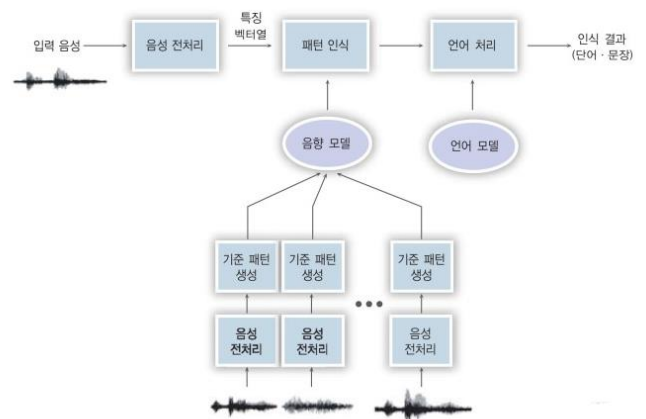 입력 음성
음성 전처리
특징
벡터열
패턴 인식
언어 처리
인식 결과
(단어 · 문장)
음향 모델
언어 모델
기준 패턴
생성
기준 패턴
생성
기준 패턴
생성
음성
전처리
음성
전처리
음성
전처리